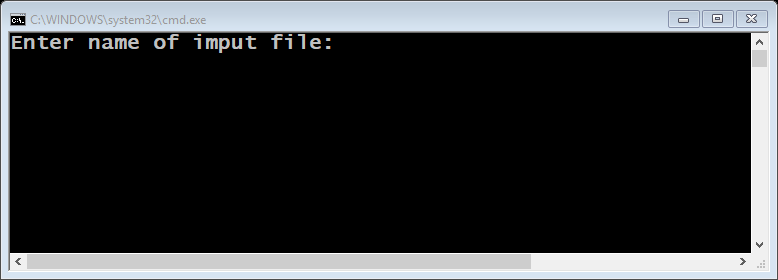 C:\WINDOWS\system32\cmd.exe
Enter name of imput file: